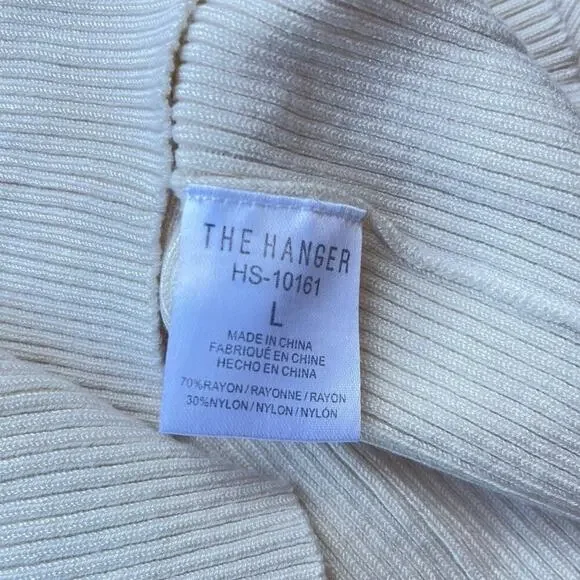 THE HANGER
HS-10161
L
MADE IN CHINA
FABRIQUÉ EN CHINE
HECHO EN CHINA
70%RAYON / RAYONNE / RAYON
30%NYLON / NYLON / NYLÓN